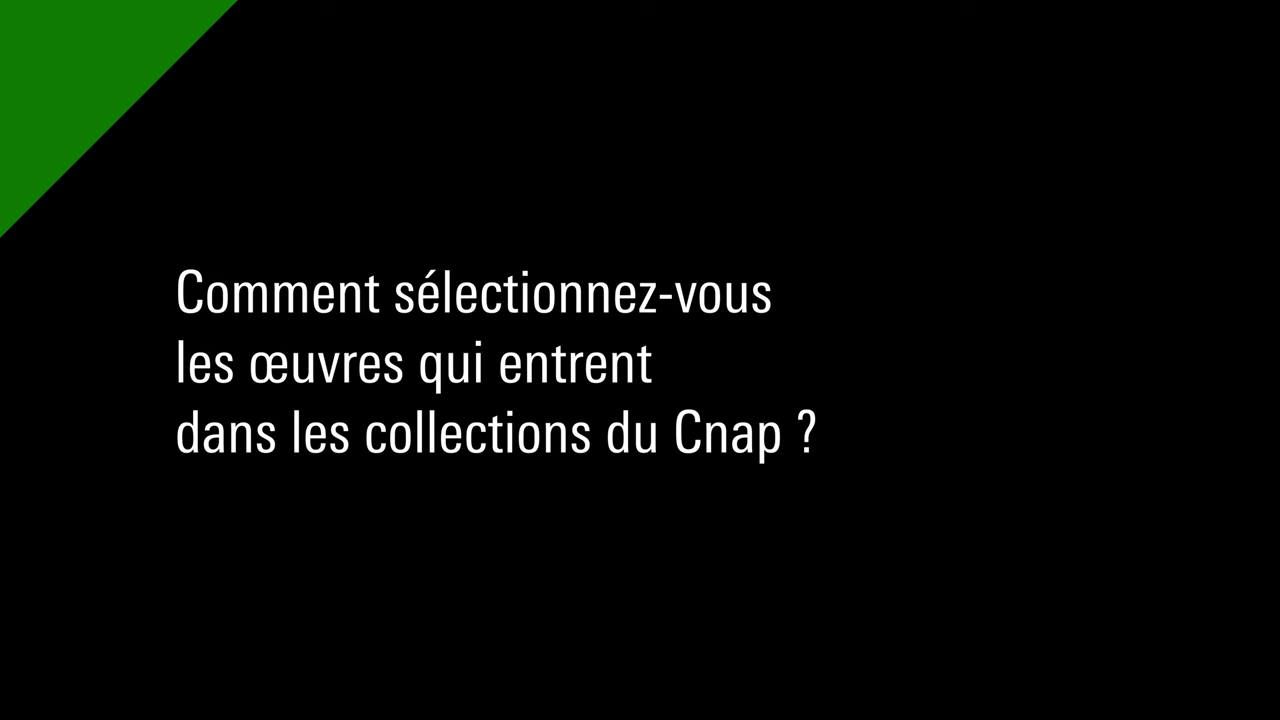 Comment sélectionnez-vous
les œuvres qui entrent
dans les collections du Cnap ?